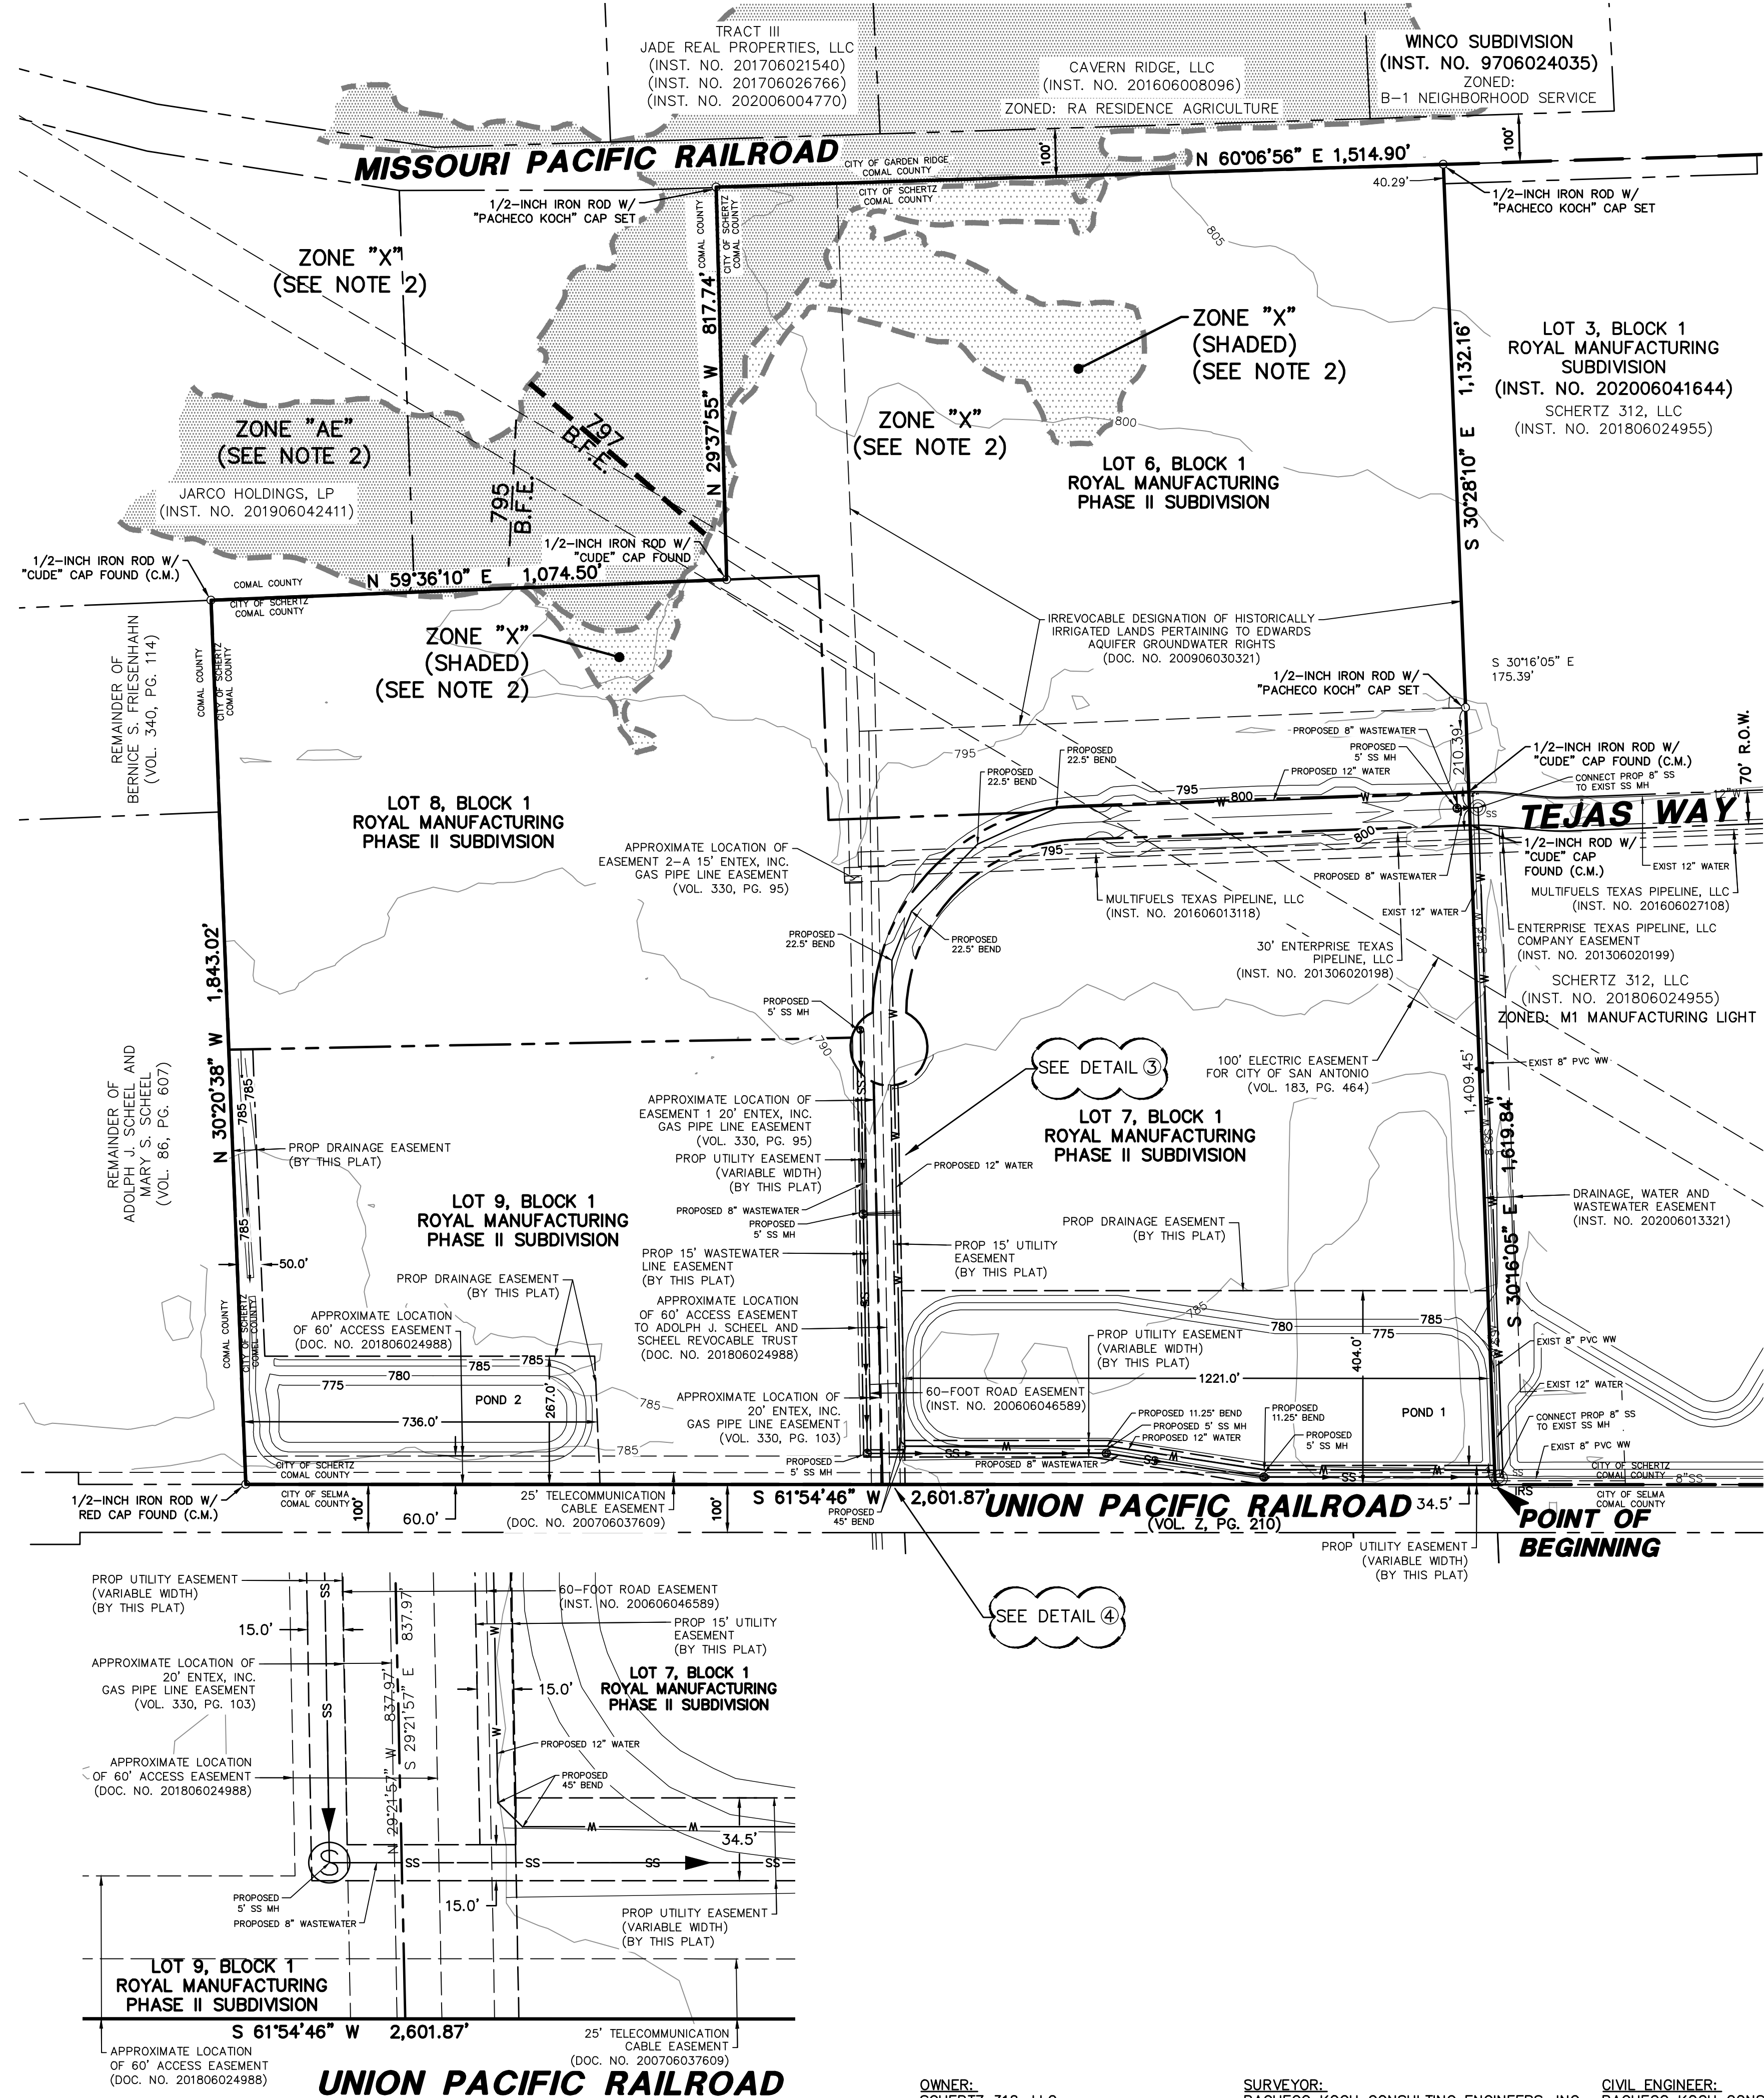 TRACT III
JADE REAL PROPERTIES, LLC
(INST. NO. 201706021540)
(INST. NO. 201706026766)
(INST. NO. 202006004770)
CAVERN RIDGE, LLC
(INST. NO. 201606008096)
ZONED: RA RESIDENCE AGRICULTURE
WINCO SUBDIVISION
(INST. NO. 9706024035)
ZONED:
B-1 NEIGHBORHOOD SERVICE
MISSOURI PACIFIC RAILROAD
CITY OF GARDEN RIDGE
COMAL COUNTY
CITY OF SCHERTZ
COMAL COUNTY
100'
N 60°06'56" E 1,514.90'
100'
40.29'
1/2-INCH IRON ROD W/
"PACHECO KOCH" CAP SET
1/2-INCH IRON ROD W/
"PACHECO KOCH" CAP SET
COMAL COUNTY
CITY OF SCHERTZ
COMAL COUNTY
805
ZONE "X"
(SEE NOTE 2)
N 29°37'55" W 817.74'
ZONE "X"
(SHADED)
(SEE NOTE 2)
S 30°28'10" E 1,132.16'
LOT 3, BLOCK 1
ROYAL MANUFACTURING
SUBDIVISION
(INST. NO. 202006041644)
SCHERTZ 312, LLC
(INST. NO. 201806024955)
ZONE "AE"
(SEE NOTE 2)
797
B.F.E.
ZONE "X"
(SEE NOTE 2)
800
LOT 6, BLOCK 1
ROYAL MANUFACTURING
PHASE II SUBDIVISION
JARCO HOLDINGS, LP
(INST. NO. 201906042411)
795
B.F.E.
1/2-INCH IRON ROD W/
"CUDE" CAP FOUND
1/2-INCH IRON ROD W/
"CUDE" CAP FOUND (C.M.)
COMAL COUNTY
N 59°36'10" E 1,074.50'
CITY OF SCHERTZ
COMAL COUNTY
REMAINDER OF
BERNICE S. FRIESENHAHN
(VOL. 340, PG. 114)
COMAL COUNTY
CITY OF SCHERTZ
COMAL COUNTY
ZONE "X"
(SHADED)
(SEE NOTE 2)
IRREVOCABLE DESIGNATION OF HISTORICALLY
IRRIGATED LANDS PERTAINING TO EDWARDS
AQUIFER GROUNDWATER RIGHTS
(DOC. NO. 200906030321)
1/2-INCH IRON ROD W/
"PACHECO KOCH" CAP SET
S 30°16'05" E
175.39'
795
PROPOSED
22.5° BEND
PROPOSED
22.5° BEND
PROPOSED 8" WASTEWATER
PROPOSED
5' SS MH
PROPOSED 12" WATER
210.39'
1/2-INCH IRON ROD W/
"CUDE" CAP FOUND (C.M.)
CONNECT PROP 8" SS
TO EXIST SS MH
70' R.O.W.
795
W
800
W
SS
12"W
TEJAS WAY
LOT 8, BLOCK 1
ROYAL MANUFACTURING
PHASE II SUBDIVISION
APPROXIMATE LOCATION OF
EASEMENT 2-A 15' ENTEX, INC.
GAS PIPE LINE EASEMENT
(VOL. 330, PG. 95)
795
800
1/2-INCH IRON ROD W/
"CUDE" CAP
FOUND (C.M.)
EXIST 12" WATER
PROPOSED 8" WASTEWATER
MULTIFUELS TEXAS PIPELINE, LLC
(INST. NO. 201606027108)
MULTIFUELS TEXAS PIPELINE, LLC
(INST. NO. 201606013118)
EXIST 12" WATER
ENTERPRISE TEXAS PIPELINE, LLC
COMPANY EASEMENT
(INST. NO. 201306020199)
PROPOSED
22.5° BEND
PROPOSED
22.5° BEND
30' ENTERPRISE TEXAS
PIPELINE, LLC
(INST. NO. 201306020198)
SCHERTZ 312, LLC
(INST. NO. 201806024955)
ZONED: M1 MANUFACTURING LIGHT
N 30°20'38" W 1,843.02'
PROPOSED
5' SS MH
790
SEE DETAIL 3
100' ELECTRIC EASEMENT
FOR CITY OF SAN ANTONIO
(VOL. 183, PG. 464)
1,409.45'
EXIST 8" PVC WW
REMAINDER OF
ADOLPH J. SCHEEL AND
MARY S. SCHEEL
(VOL. 86, PG. 607)
785
785
785
PROP DRAINAGE EASEMENT
(BY THIS PLAT)
APPROXIMATE LOCATION OF
EASEMENT 1 20' ENTEX, INC.
GAS PIPE LINE EASEMENT
(VOL. 330, PG. 95)
LOT 7, BLOCK 1
ROYAL MANUFACTURING
PHASE II SUBDIVISION
PROP UTILITY EASEMENT
(VARIABLE WIDTH)
(BY THIS PLAT)
PROPOSED 12" WATER
S 30°16'05" E 1,619.84'
LOT 9, BLOCK 1
ROYAL MANUFACTURING
PHASE II SUBDIVISION
PROPOSED 8" WASTEWATER
PROPOSED
5' SS MH
PROP DRAINAGE EASEMENT
(BY THIS PLAT)
DRAINAGE, WATER AND
WASTEWATER EASEMENT
(INST. NO. 202006013321)
50.0'
PROP 15' WASTEWATER
LINE EASEMENT
(BY THIS PLAT)
PROP 15' UTILITY
EASEMENT
(BY THIS PLAT)
PROP DRAINAGE EASEMENT
(BY THIS PLAT)
COMAL COUNTY
CITY OF SCHERTZ
COMEL COUNTY
APPROXIMATE LOCATION
OF 60' ACCESS EASEMENT
(DOC. NO. 201806024988)
APPROXIMATE LOCATION
OF 60' ACCESS EASEMENT
TO ADOLPH J. SCHEEL AND
SCHEEL REVOCABLE TRUST
(DOC. NO. 201806024988)
785
780
775
785
PROP UTILITY EASEMENT
(VARIABLE WIDTH)
(BY THIS PLAT)
404.0'
EXIST 8" PVC WW
785
785
780
775
POND 2
267.0'
736.0'
785
785
APPROXIMATE LOCATION OF
20' ENTEX, INC.
GAS PIPE LINE EASEMENT
(VOL. 330, PG. 103)
1221.0'
60-FOOT ROAD EASEMENT
(INST. NO. 200606046589)
EXIST 12" WATER
PROPOSED 11.25° BEND
PROPOSED 5' SS MH
PROPOSED 12" WATER
PROPOSED
11.25° BEND
PROPOSED
5' SS MH
POND 1
CONNECT PROP 8" SS
TO EXIST SS MH
EXIST 8" PVC WW
PROPOSED
5' SS MH
PROPOSED 8" WASTEWATER
CITY OF SCHERTZ
COMAL COUNTY
CITY OF SELMA
COMAL COUNTY
CITY OF SCHERTZ
COMAL COUNTY
8"SS
CITY OF SELMA
COMAL COUNTY
1/2-INCH IRON ROD W/
RED CAP FOUND (C.M.)
100'
60.0'
25' TELECOMMUNICATION
CABLE EASEMENT
(DOC. NO. 200706037609)
100'
S 61°54'46" W 2,601.87'
PROPOSED
45° BEND
UNION PACIFIC RAILROAD
(VOL. Z, PG. 210)
34.5'
IRS
POINT OF
BEGINNING
PROP UTILITY EASEMENT
(VARIABLE WIDTH)
(BY THIS PLAT)
SEE DETAIL 4
PROP UTILITY EASEMENT
(VARIABLE WIDTH)
(BY THIS PLAT)
SS
837.97'
60-FOOT ROAD EASEMENT
(INST. NO. 200606046589)
15.0'
PROP 15' UTILITY
EASEMENT
(BY THIS PLAT)
APPROXIMATE LOCATION OF
20' ENTEX, INC.
GAS PIPE LINE EASEMENT
(VOL. 330, PG. 103)
LOT 7, BLOCK 1
ROYAL MANUFACTURING
PHASE II SUBDIVISION
15.0'
SS
N 29°21'57" W 837.97'
S 29°21'57" E
W
W
PROPOSED 12" WATER
APPROXIMATE LOCATION
OF 60' ACCESS EASEMENT
(DOC. NO. 201806024988)
PROPOSED
45° BEND
W
W
34.5'
S
SS
SS
SS
SS
PROPOSED
5' SS MH
PROPOSED 8" WASTEWATER
15.0'
PROP UTILITY EASEMENT
(VARIABLE WIDTH)
(BY THIS PLAT)
LOT 9, BLOCK 1
ROYAL MANUFACTURING
PHASE II SUBDIVISION
S 61°54'46" W 2,601.87'
APPROXIMATE LOCATION
OF 60' ACCESS EASEMENT
(DOC. NO. 201806024988)
25' TELECOMMUNICATION
CABLE EASEMENT
(DOC. NO. 200706037609)
UNION PACIFIC RAILROAD
OWNER:
SURVEYOR:
CIVIL ENGINEER: